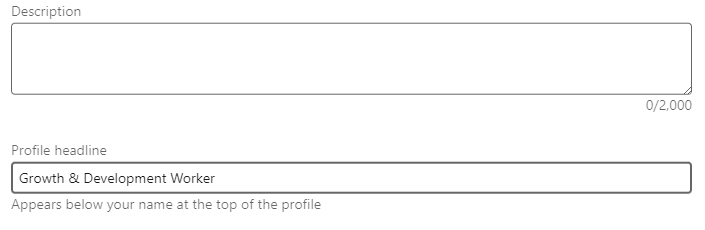 Description
0/2,000
Profile headline
Growth & Development Worker
Appears below your name at the top of the profile